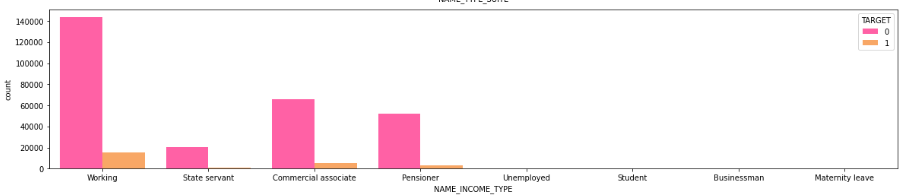 NAME_TYPE_SUITE
TARGET
0
1
count
140000
120000
100000
80000
60000
40000
20000
0
Working State servant Commercial associate Pensioner Unemployed Student Businessman Maternity leave
NAME_INCOME_TYPE